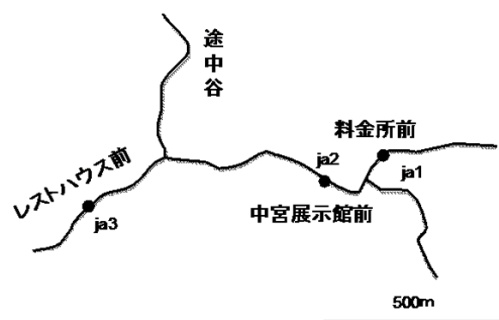 途中谷
料金所前
ja2
ja1
レストハウス前
中宮展示館前
ja3
500m